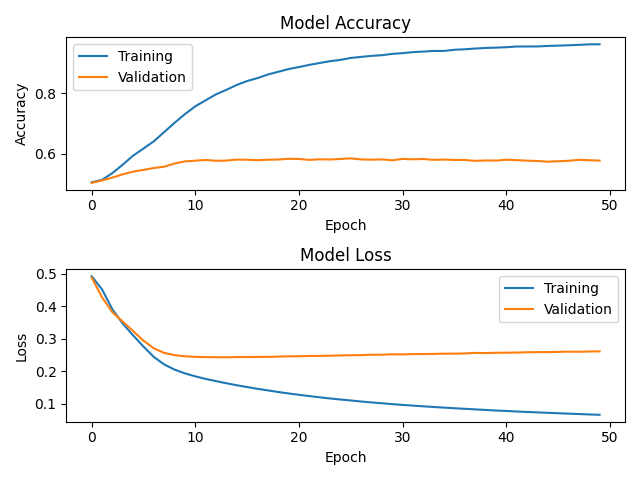 Model Accuracy
Training
Validation
Accuracy
0.8
0.6
0 10 20 30 40 50
Epoch
Model Loss
Training
Validation
Loss
0.5
0.4
0.3
0.2
0.1
0 10 20 30 40 50
Epoch